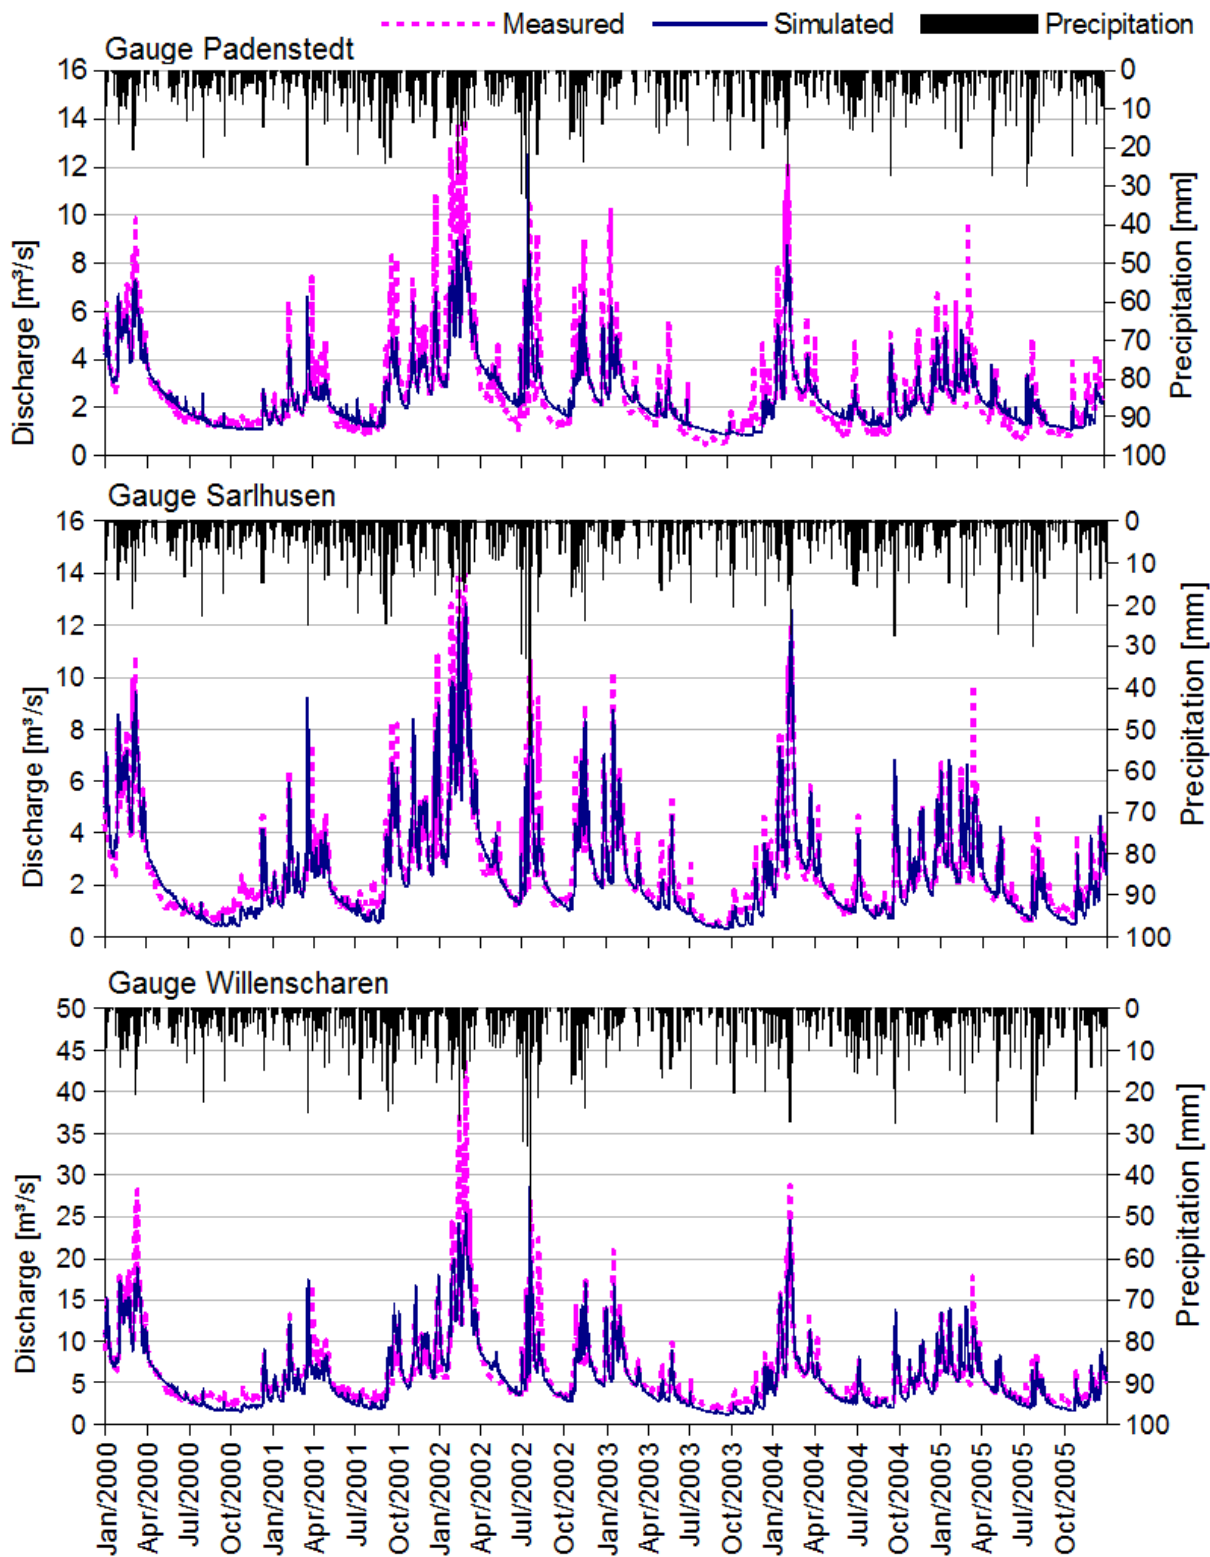 Measured Simulated Precipitation
Gauge Padenstedt
16 0
14 10
12 20
30
10 40
8 50
6 60
4 70
80
2 90
0 100
Discharge [m³/s]
Precipitation [mm]
Gauge Sarlhusen
16 0
14 10
12 20
30
10 40
8 50
6 60
4 70
80
2 90
0 100
Discharge [m³/s]
Precipitation [mm]
Gauge Willenscharen
50 0
45 10
40 20
35 30
30 40
25 50
20 60
15 70
10 80
5 90
0 100
Discharge [m³/s]
Precipitation [mm]
Jan/2000
Apr/2000
Jul/2000
Oct/2000
Jan/2001
Apr/2001
Jul/2001
Oct/2001
Jan/2002
Apr/2002
Jul/2002
Oct/2002
Jan/2003
Apr/2003
Jul/2003
Oct/2003
Jan/2004
Apr/2004
Jul/2004
Oct/2004
Jan/2005
Apr/2005
Jul/2005
Oct/2005